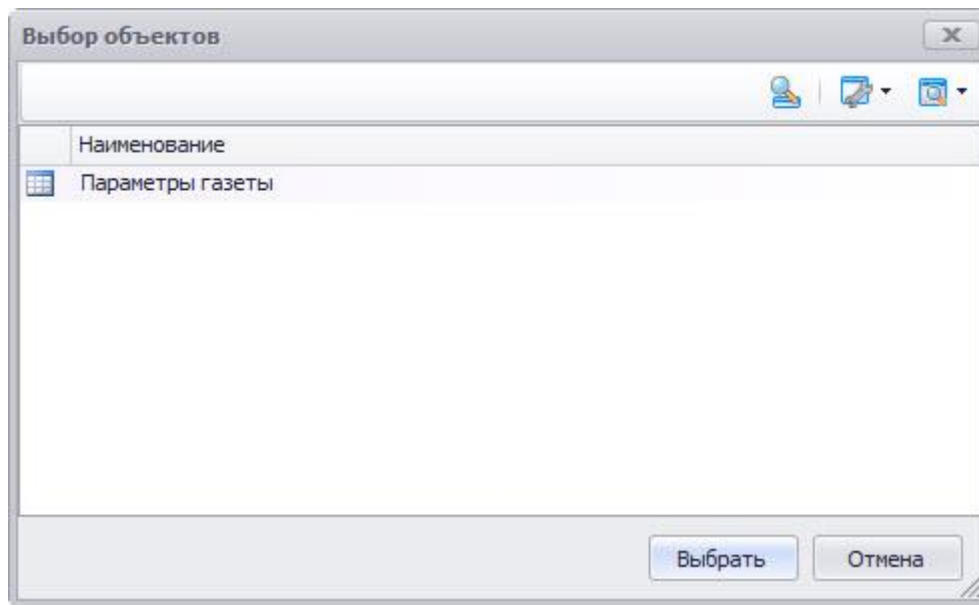 Выбор объектов
Наименование
Параметры газеты
Выбрать Отмена